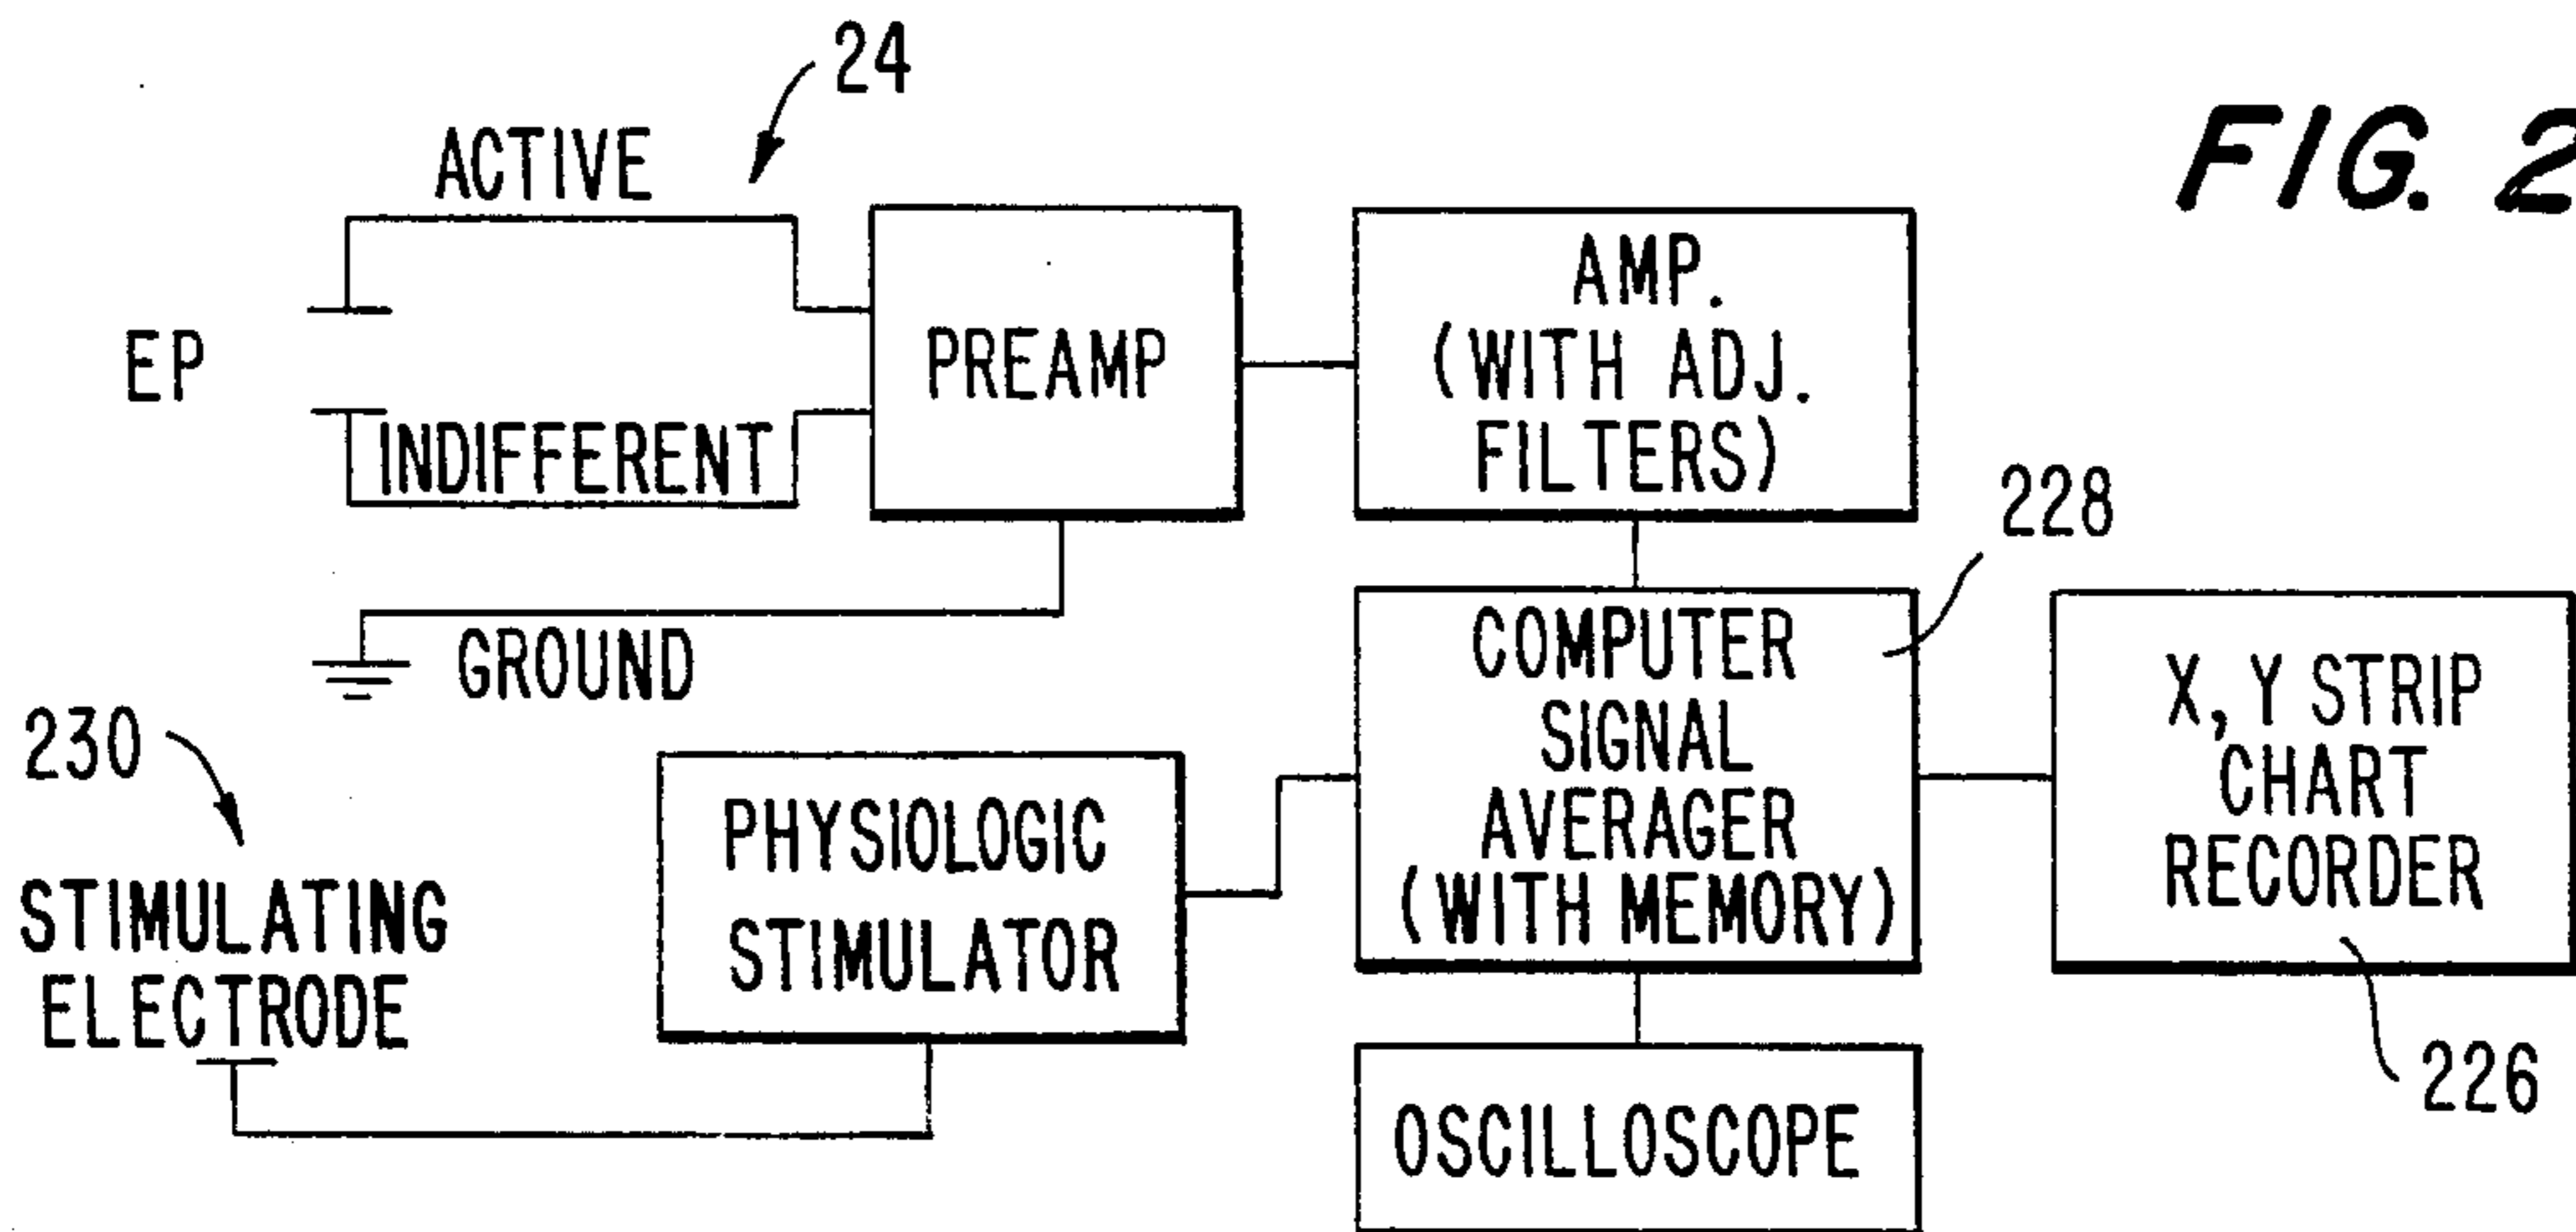 24
FIG. 2
ACTIVE
EP
INDIFFERENT
PREAMP
AMP.
(WITH ADJ.
FILTERS)
228
GROUND
230
STIMULATING
ELECTRODE
PHYSIOLOGIC
STIMULATOR
COMPUTER
SIGNAL
AVERAGER
(WITH MEMORY)
X, Y STRIP
CHART
RECORDER
226
OSCILLOSCOPE